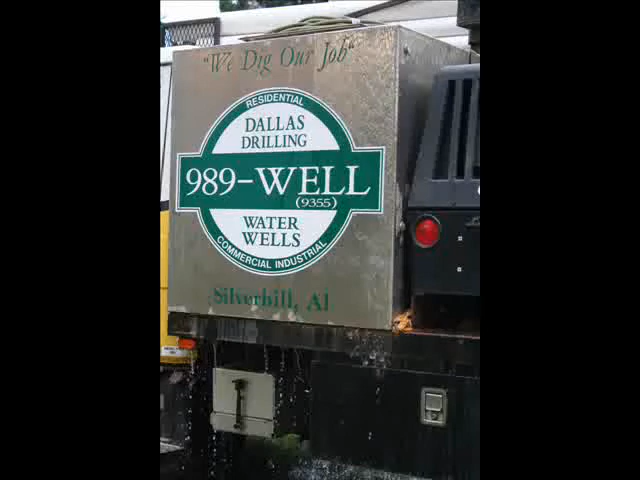 "We Dig Our Job"
RESIDENTIAL
DALLAS
DRILLING
989-WELL
(9355)
WATER
WELLS
COMMERCIAL INDUSTRIAL
Silverhill, Al